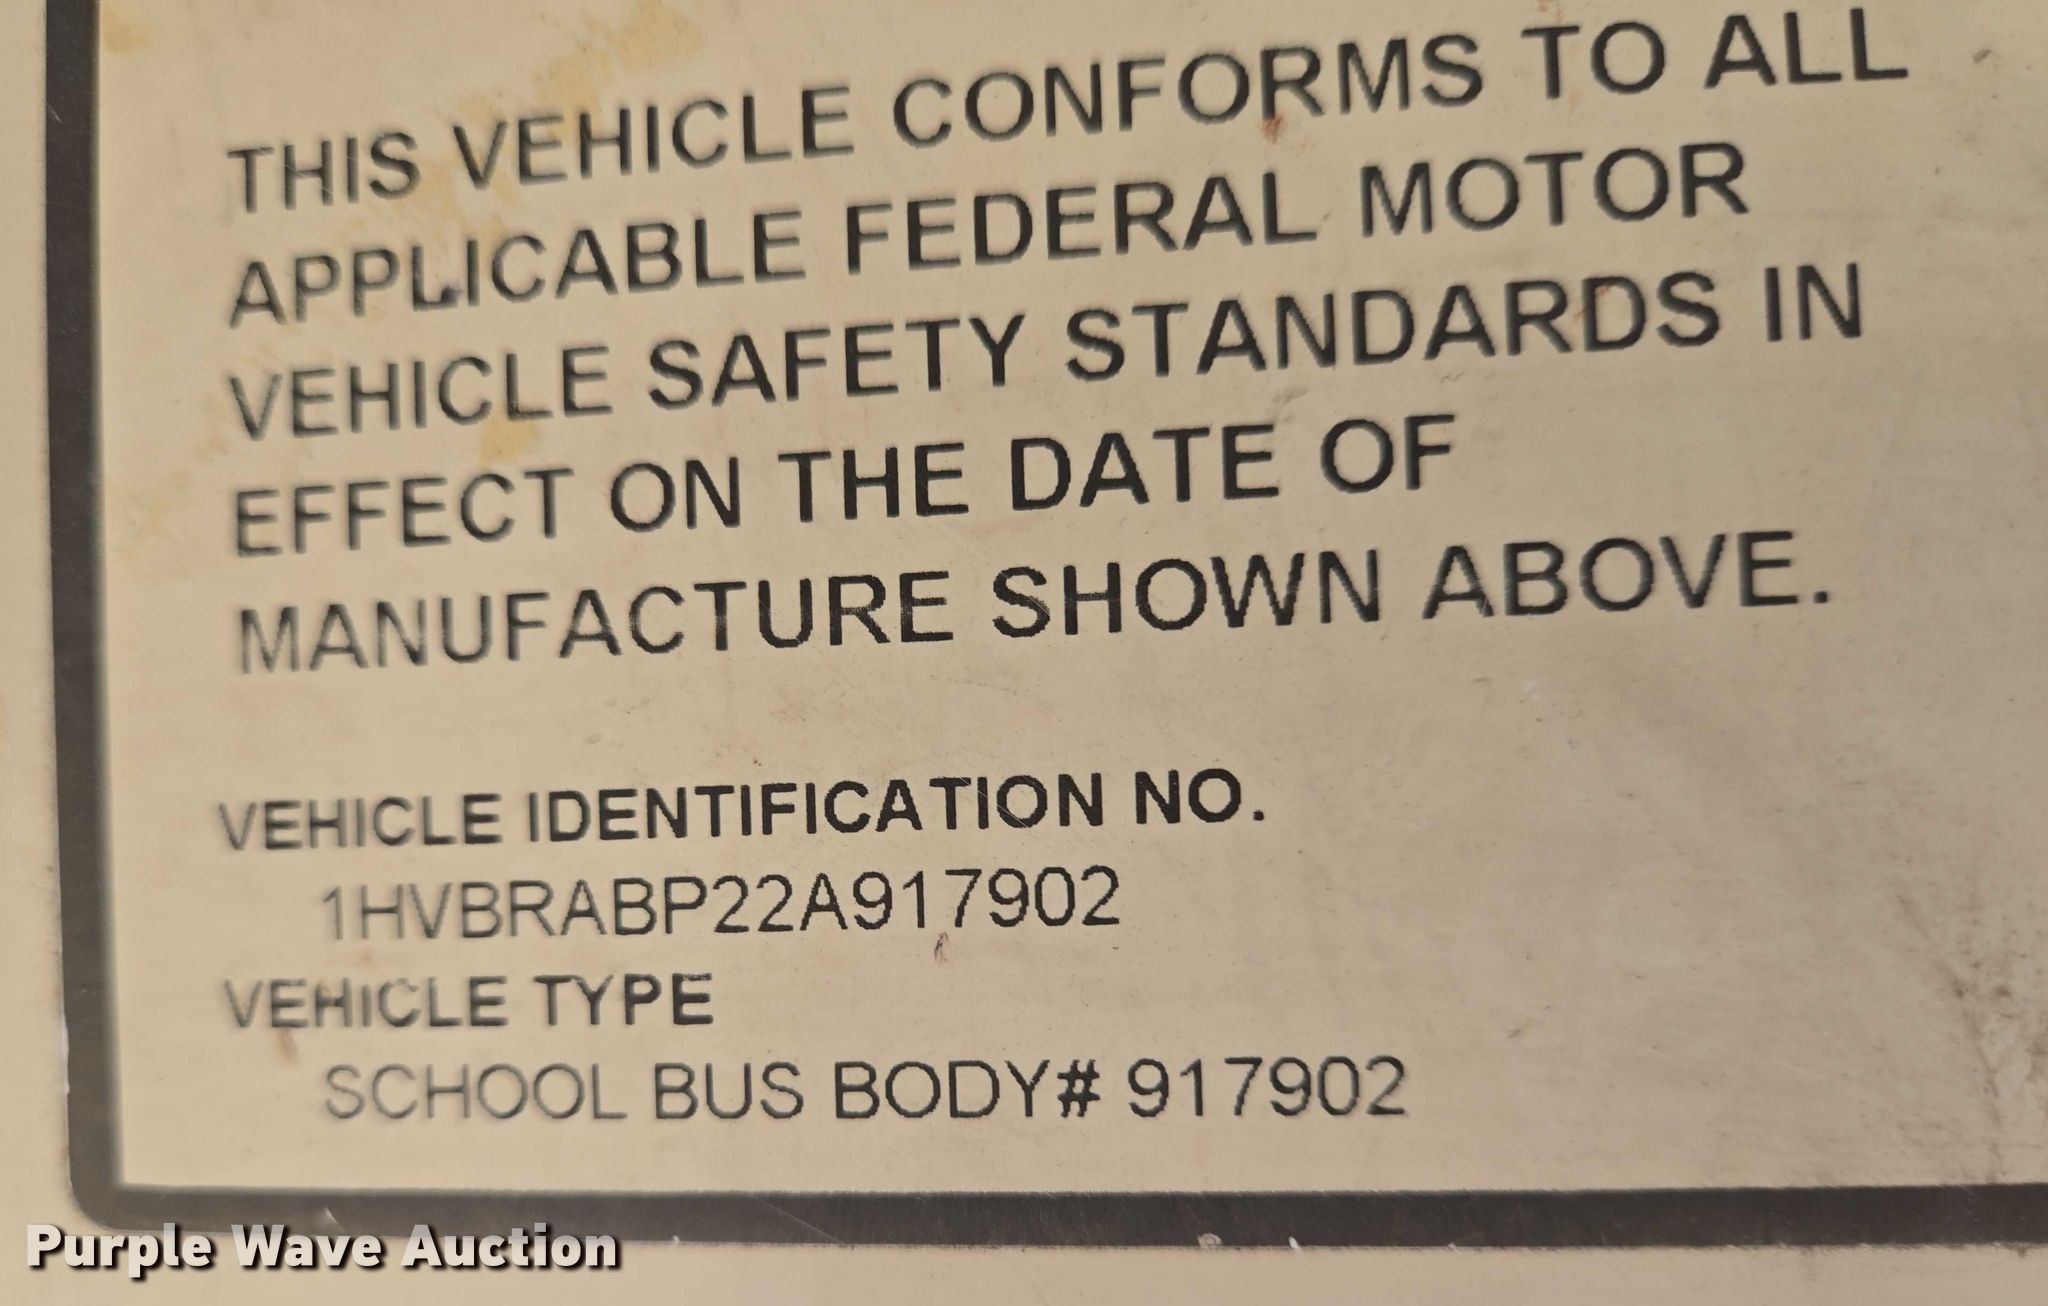 THIS VEHICLE CONFORMS TO ALL
APPLICABLE FEDERAL MOTOR
VEHICLE SAFETY STANDARDS IN
EFFECT ON THE DATE OF
MANUFACTURE SHOWN ABOVE.
VEHICLE IDENTIFICATION NO.
1HVBRABP22A917902
VEHICLE TYPE
SCHOOL BUS BODY# 917902
Purple Wave Auction